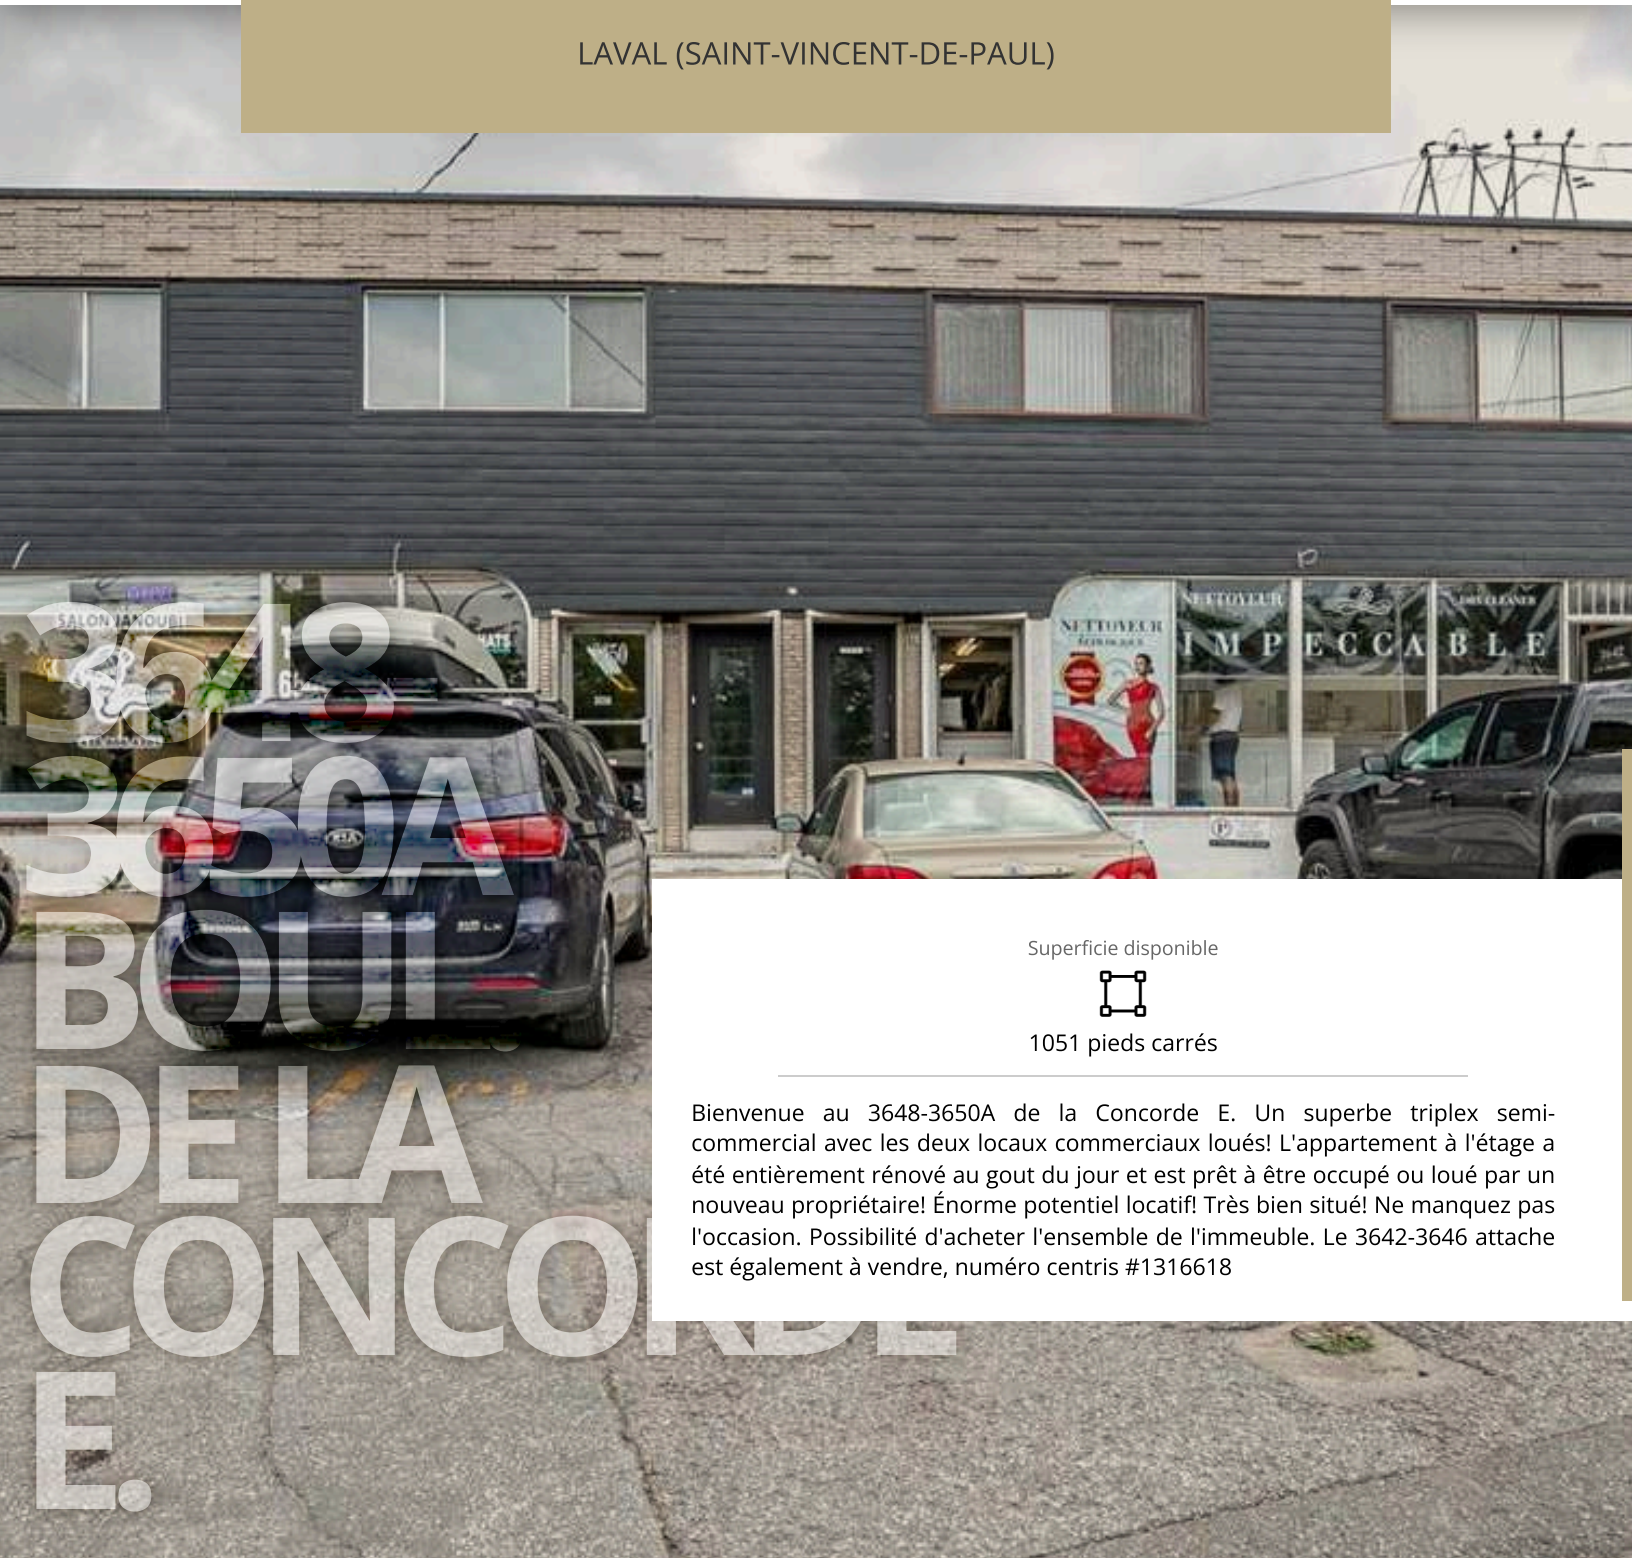 LAVAL (SAINT-VINCENT-DE-PAUL)
SALON JANOUBI
NETTOYEUR
NETTOYEUR
IMPECCABLE
KIA
3648
3650A
BOUL.
DE LA
CONCORDE
E.
Superficie disponible
1051 pieds carrés
Bienvenue au 3648-3650A de la Concorde E. Un superbe triplex semi-
commercial avec les deux locaux commerciaux loués! L'appartement à l'étage a
été entièrement rénové au gout du jour et est prêt à être occupé ou loué par un
nouveau propriétaire! Énorme potentiel locatif! Très bien situé! Ne manquez pas
l'occasion. Possibilité d'acheter l'ensemble de l'immeuble. Le 3642-3646 attache
est également à vendre, numéro centris #1316618